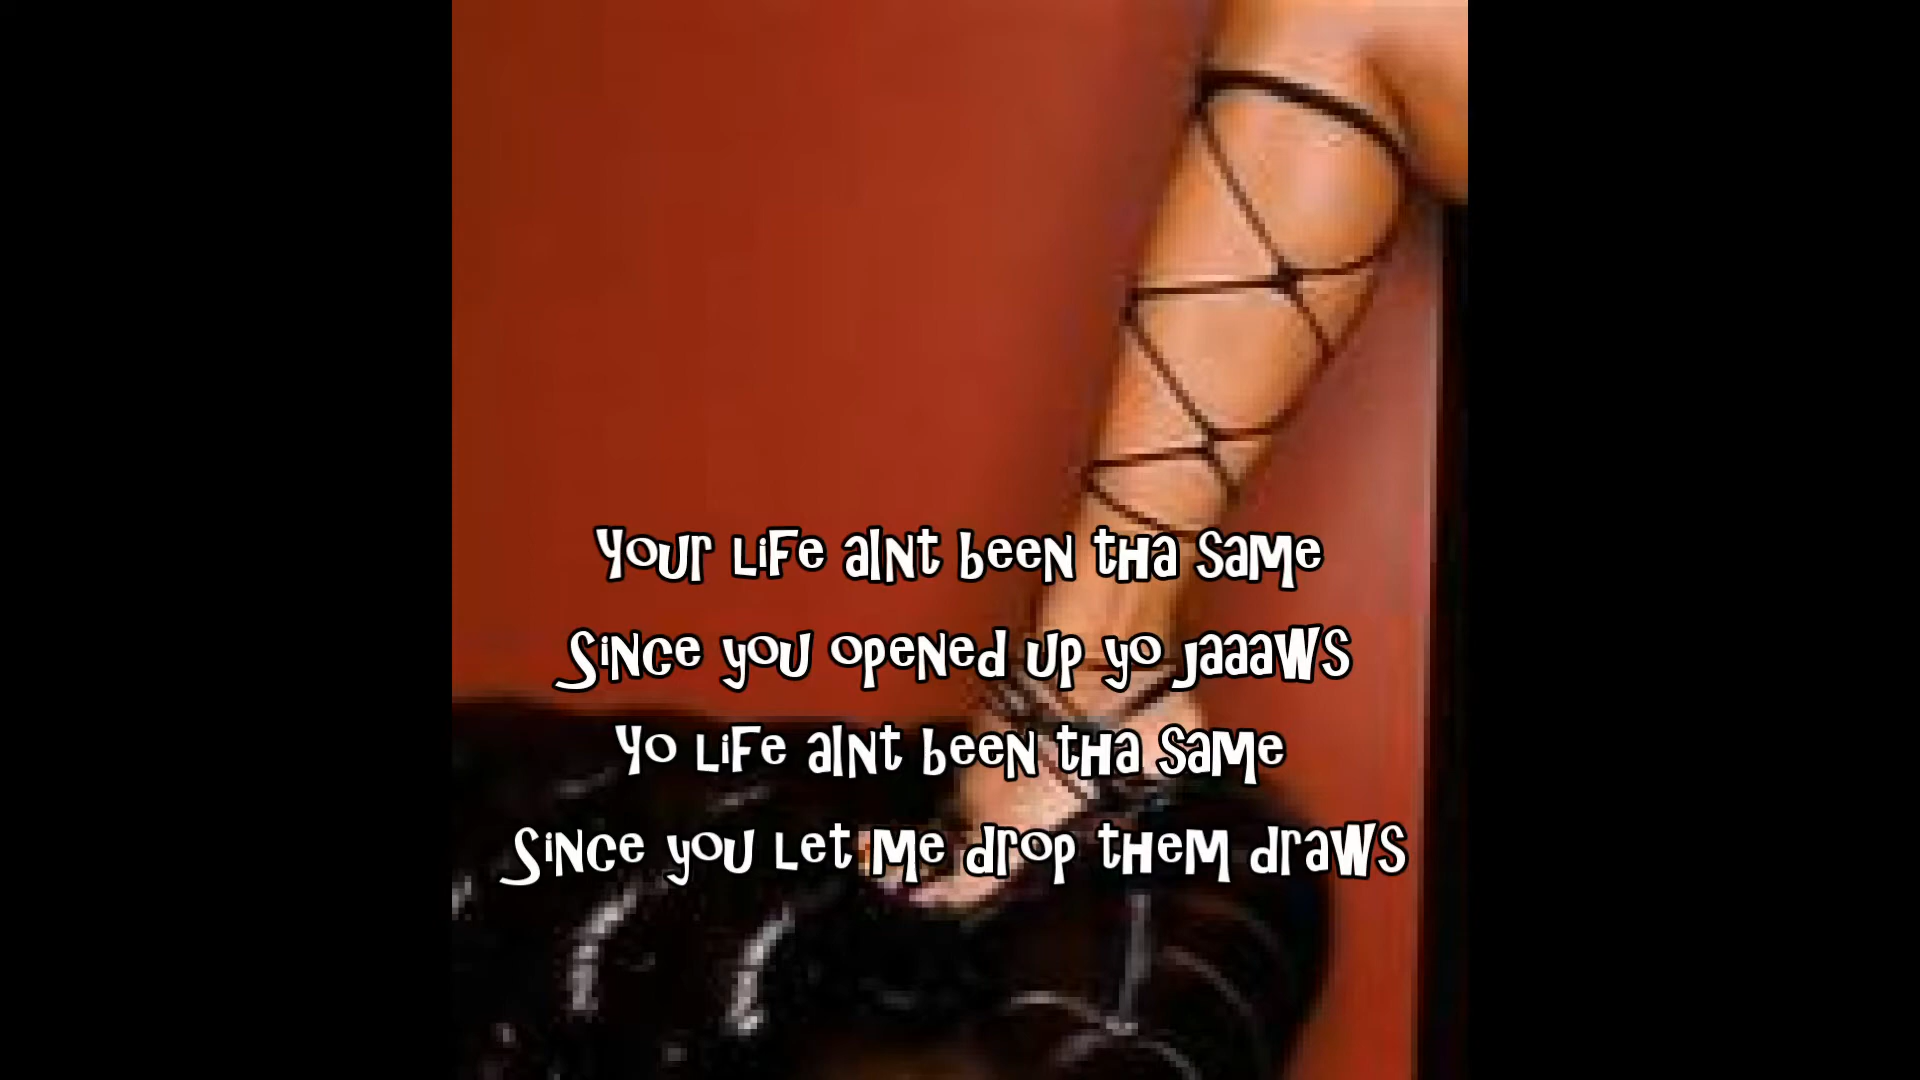 Your life aint been tha same
Since you opened up yo jaaaws
Yo life aint been tha same
Since you let me drop them draws